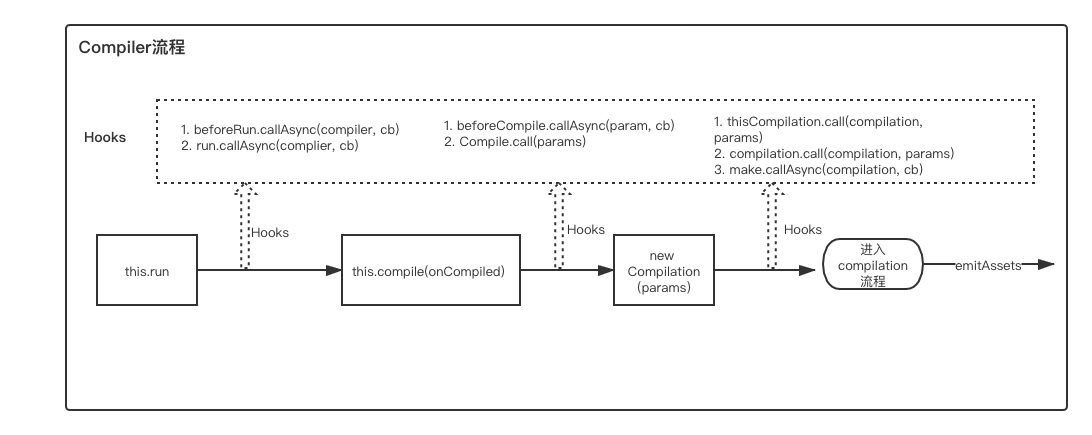 Compiler流程
Hooks
1. beforeRun.callAsync(compiler, cb)
2. run.callAsync(complier, cb)
1. beforeCompile.callAsync(param, cb)
2. Compile.call(params)
1. thisCompilation.call(compilation,
params)
2. compilation.call(compilation, params)
3. make.callAsync(compilation, cb)
Hooks
Hooks
Hooks
this.run
this.compile(onCompiled)
new
Compilation
(params)
进入
compilation
流程
emitAssets